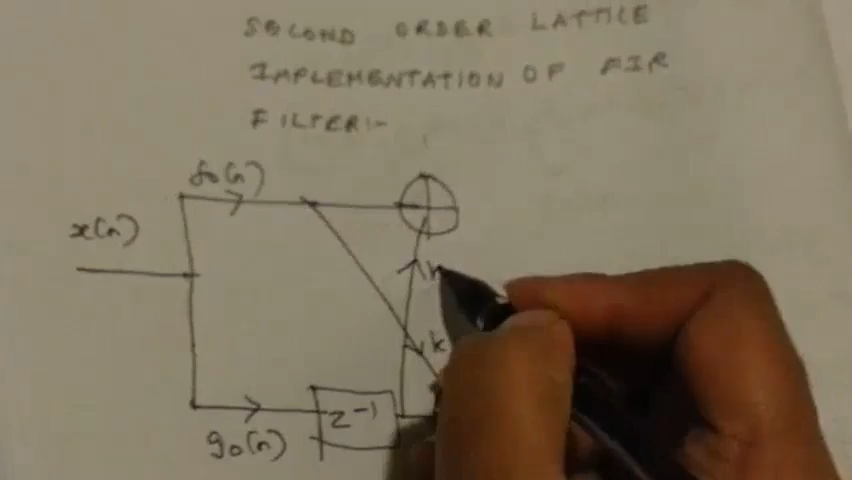 SECOND ORDER LATTICE
IMPLEMENTATION OF FIR
FILTER:-
f₀(n)
x(n)
k
z⁻¹
g₀(n)